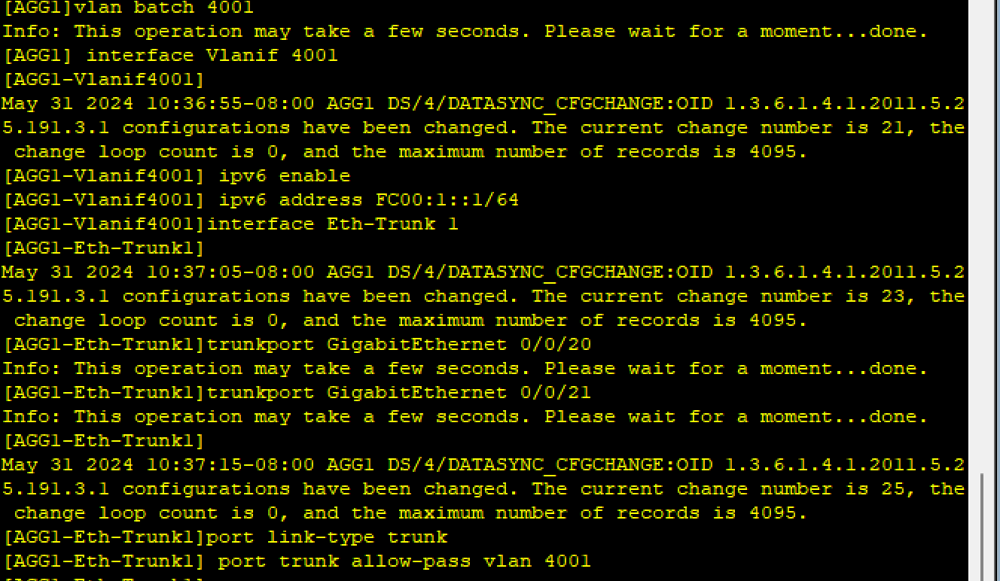 [AGG1]vlan batch 4001
Info: This operation may take a few seconds. Please wait for a moment...done.
[AGG1] interface Vlanif 4001
[AGG1-Vlanif4001]
May 31 2024 10:36:55-08:00 AGG1 DS/4/DATASYNC_CFGCHANGE:OID 1.3.6.1.4.1.2011.5.2
5.191.3.1 configurations have been changed. The current change number is 21, the
 change loop count is 0, and the maximum number of records is 4095.
[AGG1-Vlanif4001] ipv6 enable
[AGG1-Vlanif4001] ipv6 address FC00:1::1/64
[AGG1-Vlanif4001]interface Eth-Trunk 1
[AGG1-Eth-Trunk1]
May 31 2024 10:37:05-08:00 AGG1 DS/4/DATASYNC_CFGCHANGE:OID 1.3.6.1.4.1.2011.5.2
5.191.3.1 configurations have been changed. The current change number is 23, the
 change loop count is 0, and the maximum number of records is 4095.
[AGG1-Eth-Trunk1]trunkport GigabitEthernet 0/0/20
Info: This operation may take a few seconds. Please wait for a moment...done.
[AGG1-Eth-Trunk1]trunkport GigabitEthernet 0/0/21
Info: This operation may take a few seconds. Please wait for a moment...done.
[AGG1-Eth-Trunk1]
May 31 2024 10:37:15-08:00 AGG1 DS/4/DATASYNC_CFGCHANGE:OID 1.3.6.1.4.1.2011.5.2
5.191.3.1 configurations have been changed. The current change number is 25, the
 change loop count is 0, and the maximum number of records is 4095.
[AGG1-Eth-Trunk1]port link-type trunk
[AGG1-Eth-Trunk1] port trunk allow-pass vlan 4001